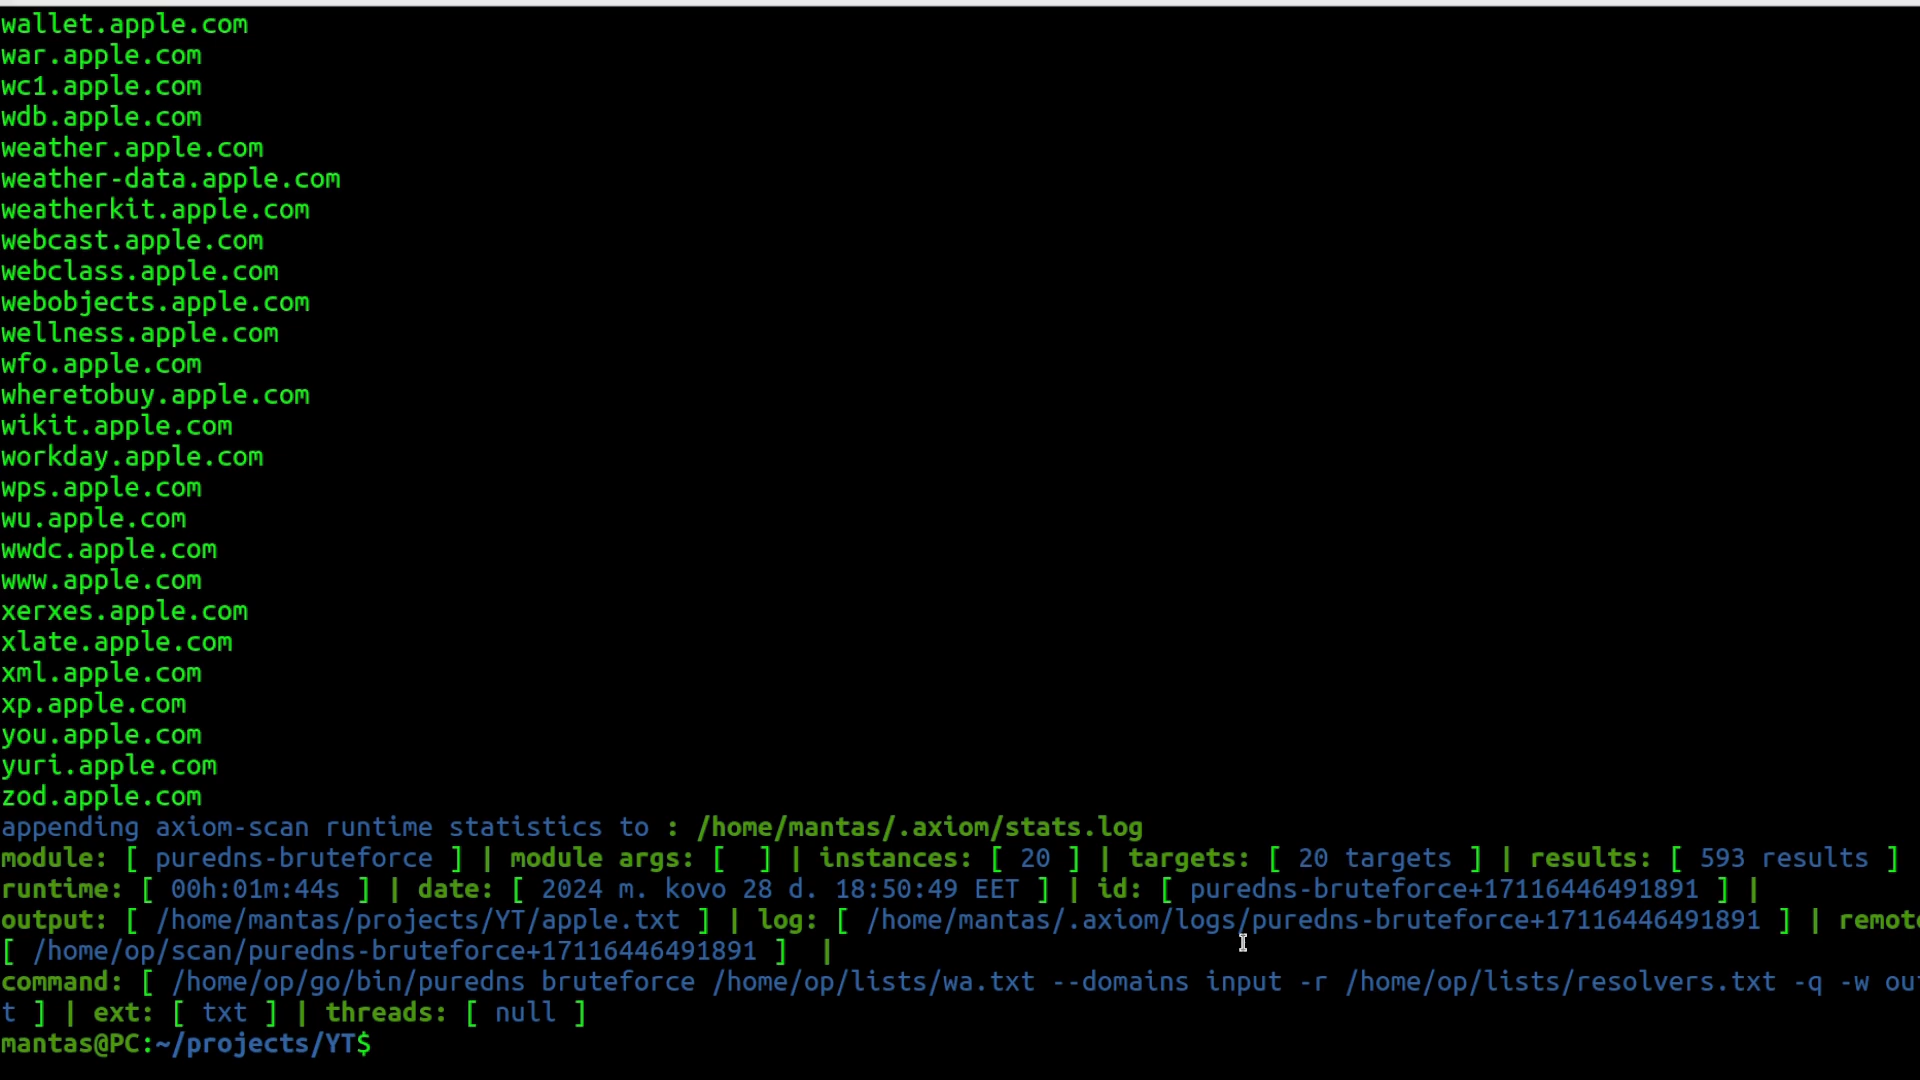 wallet.apple.com
war.apple.com
wc1.apple.com
wdb.apple.com
weather.apple.com
weather-data.apple.com
weatherkit.apple.com
webcast.apple.com
webclass.apple.com
webobjects.apple.com
wellness.apple.com
wfo.apple.com
wheretobuy.apple.com
wikit.apple.com
workday.apple.com
wps.apple.com
wu.apple.com
wwdc.apple.com
www.apple.com
xerxes.apple.com
xlate.apple.com
xml.apple.com
xp.apple.com
you.apple.com
yuri.apple.com
zod.apple.com
appending axiom-scan runtime statistics to : /home/mantas/.axiom/stats.log
module: [ puredns-bruteforce ] | module args: [  ] | instances: [ 20 ] | targets: [ 20 targets ] | results: [ 593 results ]
runtime: [ 00h:01m:44s ] | date: [ 2024 m. kovo 28 d. 18:50:49 EET ] | id: [ puredns-bruteforce+17116446491891 ] |
output: [ /home/mantas/projects/YT/apple.txt ] | log: [ /home/mantas/.axiom/logs/puredns-bruteforce+17116446491891 ] | remot
[ /home/op/scan/puredns-bruteforce+17116446491891 ]  |
command: [ /home/op/go/bin/puredns bruteforce /home/op/lists/wa.txt --domains input -r /home/op/lists/resolvers.txt -q -w ou
t ] | ext: [ txt ] | threads: [ null ]
mantas@PC:~/projects/YT$